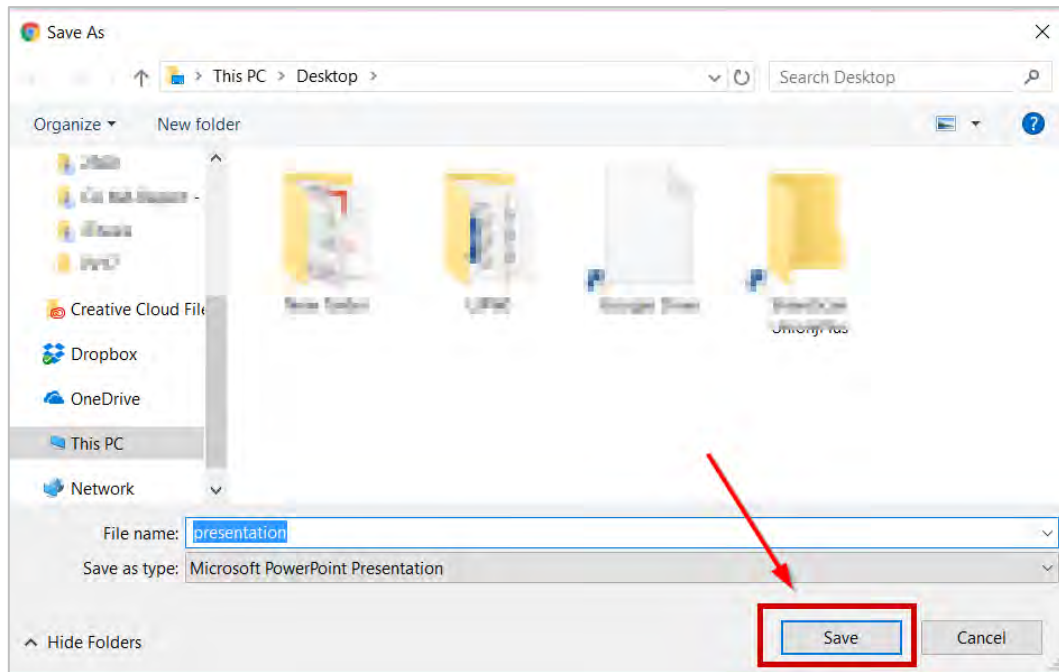 Save As
This PC > Desktop >
Search Desktop
Organize
New folder
Creative Cloud File
Dropbox
OneDrive
This PC
Network
File name: presentation
Save as type: Microsoft PowerPoint Presentation
Hide Folders
Save
Cancel